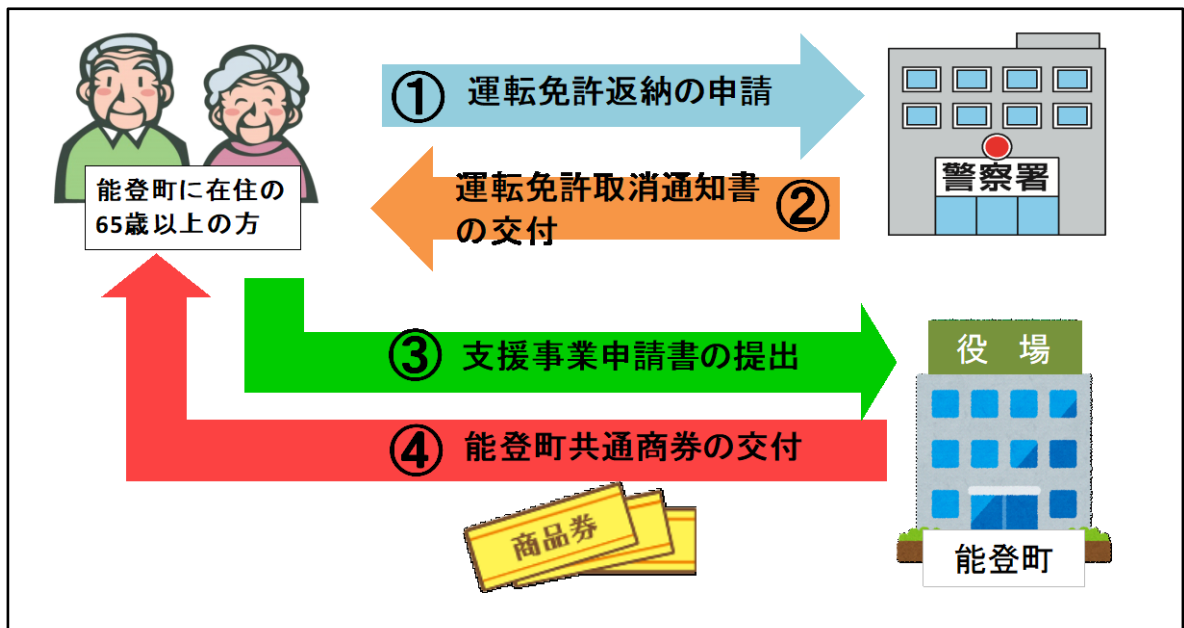 能登町に在住の
65歳以上の方
① 運転免許返納の申請
警察署
運転免許取消通知書
の交付
②
③ 支援事業申請書の提出
役 場
④ 能登町共通商券の交付
商品券
能登町